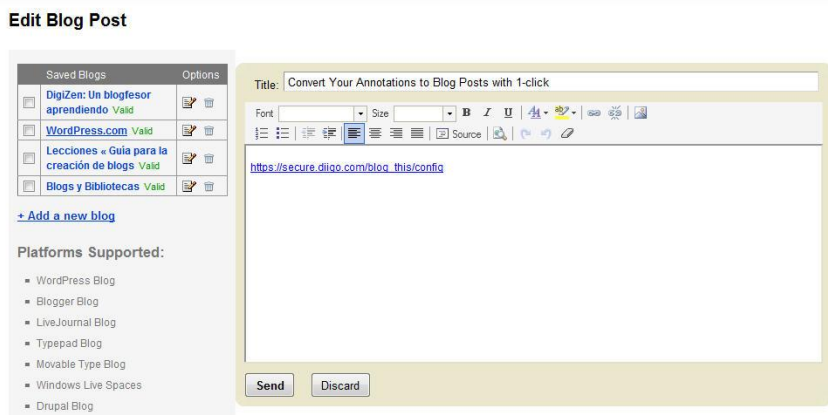 Edit Blog Post
Saved Blogs Options
DigiZen: Un blogfesor
aprendiendo Valid
WordPress.com Valid
Lecciones « Guia para la
creación de blogs Valid
Blogs y Bibliotecas Valid
+ Add a new blog
Platforms Supported:
WordPress Blog
Blogger Blog
LiveJournal Blog
Typepad Blog
Movable Type Blog
Windows Live Spaces
Drupal Blog
Title: Convert Your Annotations to Blog Posts with 1-click
Font Size B I U
Source
https://secure.diigo.com/blog_this/config
Send Discard